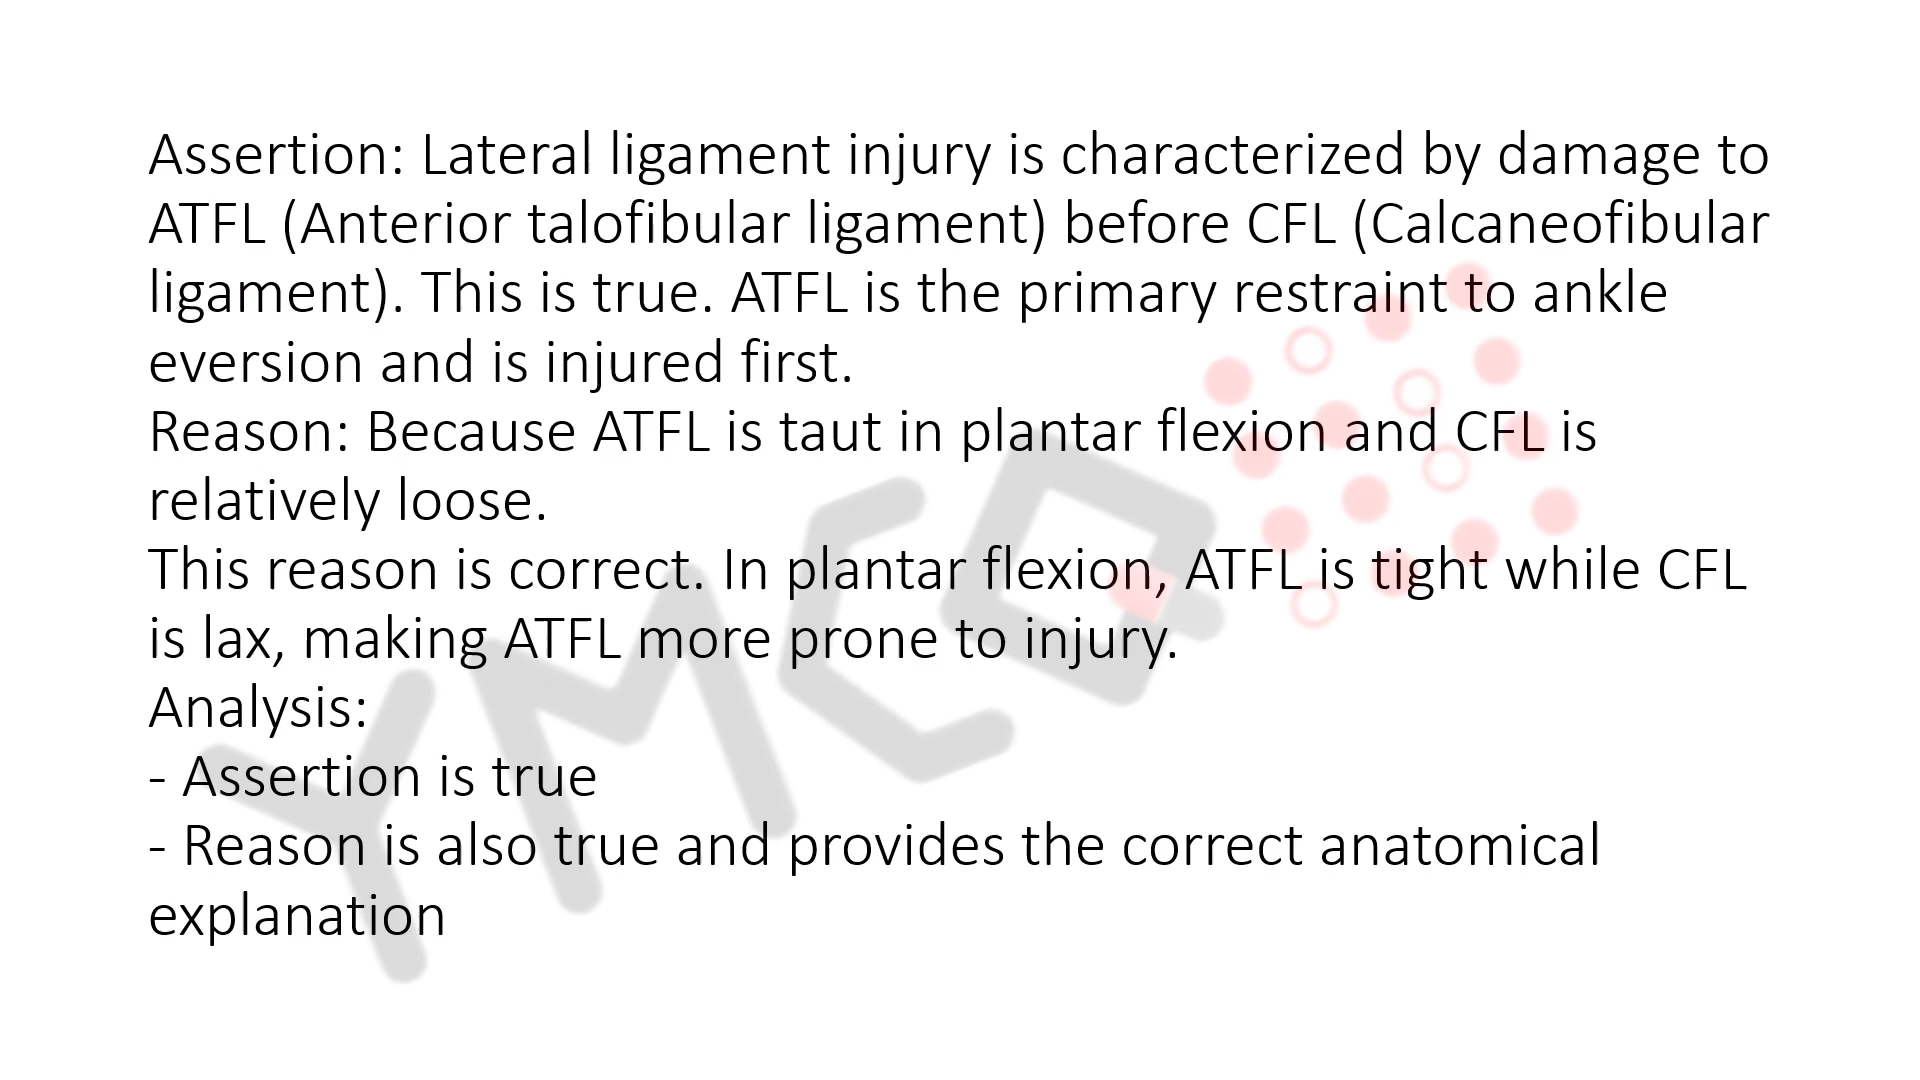 Assertion: Lateral ligament injury is characterized by damage to
ATFL (Anterior talofibular ligament) before CFL (Calcaneofibular
ligament). This is true. ATFL is the primary restraint to ankle
eversion and is injured first.
Reason: Because ATFL is taut in plantar flexion and CFL is
relatively loose.
This reason is correct. In plantar flexion, ATFL is tight while CFL
is lax, making ATFL more prone to injury.
Analysis:
- Assertion is true
- Reason is also true and provides the correct anatomical
explanation
YMCQ